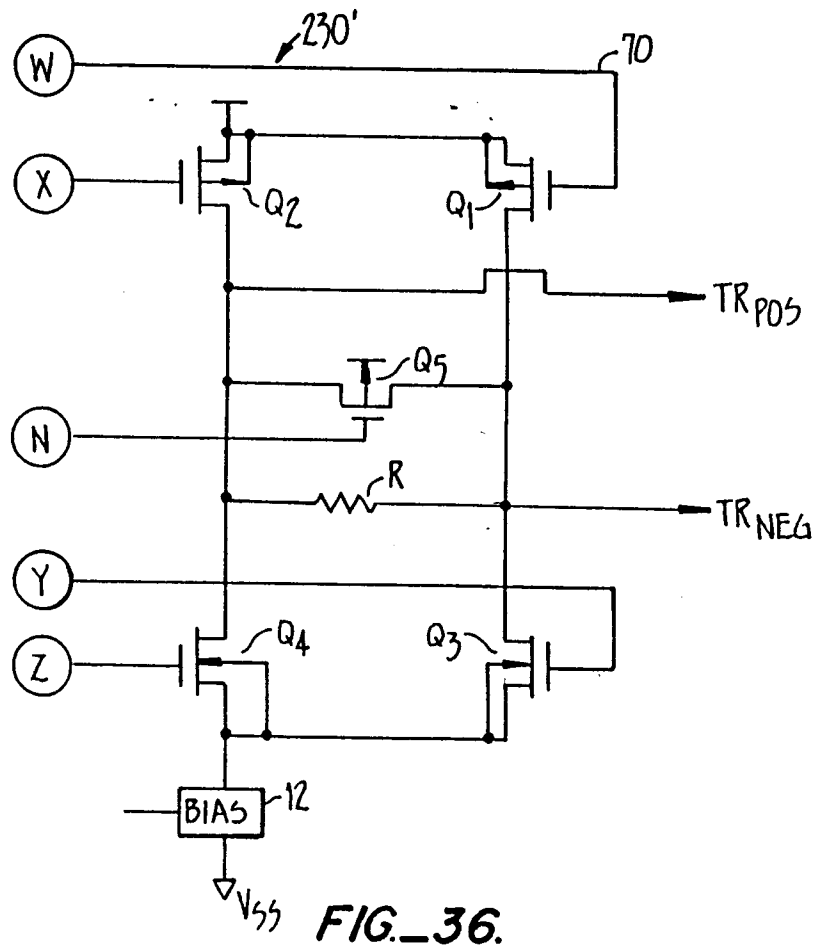 230'
W
70
X
Q2
Q1
TRPOS
Q5
N
R
TRNEG
Y
Q4
Q3
Z
BIAS
12
VSS
FIG._36.